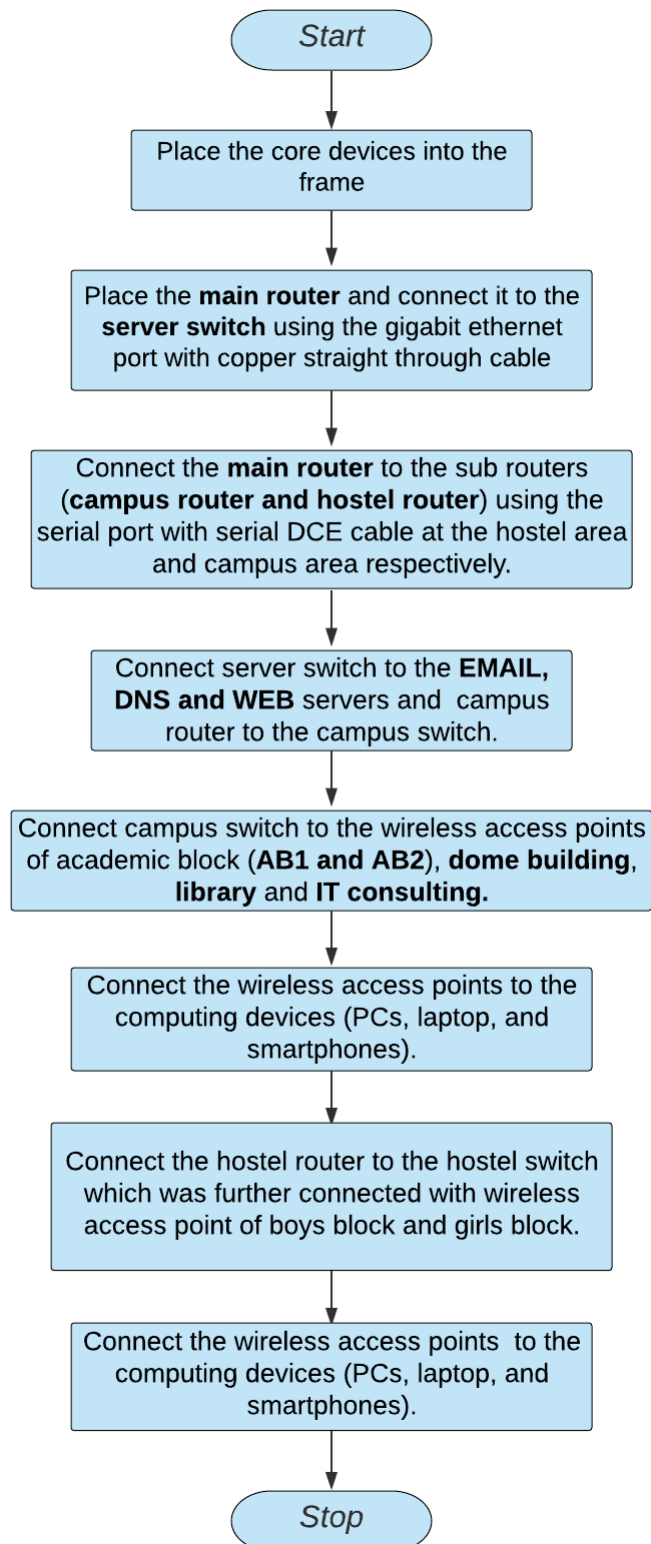 Start
Place the core devices into the
frame
Place the main router and connect it to the
server switch using the gigabit ethernet
port with copper straight through cable
Connect the main router to the sub routers
(campus router and hostel router) using the
serial port with serial DCE cable at the hostel area
and campus area respectively.
Connect server switch to the EMAIL,
DNS and WEB servers and  campus
router to the campus switch.
Connect campus switch to the wireless access points
of academic block (AB1 and AB2), dome building,
library and IT consulting.
Connect the wireless access points to the
computing devices (PCs, laptop, and
smartphones).
Connect the hostel router to the hostel switch
which was further connected with wireless
access point of boys block and girls block.
Connect the wireless access points  to the
computing devices (PCs, laptop, and
smartphones).
Stop